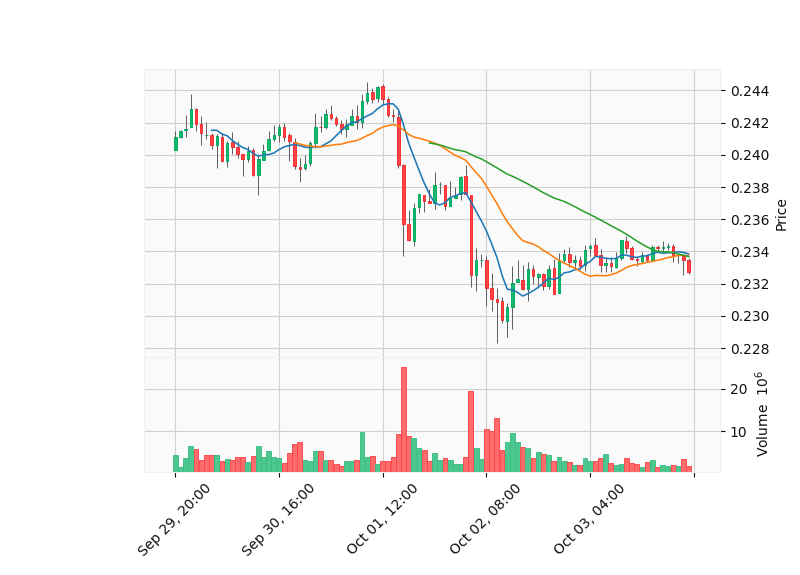 0.244
0.242
0.240
0.238
0.236
0.234
0.232
0.230
0.228
Price
20
10
Volume 10^6
Sep 29, 20:00
Sep 30, 16:00
Oct 01, 12:00
Oct 02, 08:00
Oct 03, 04:00